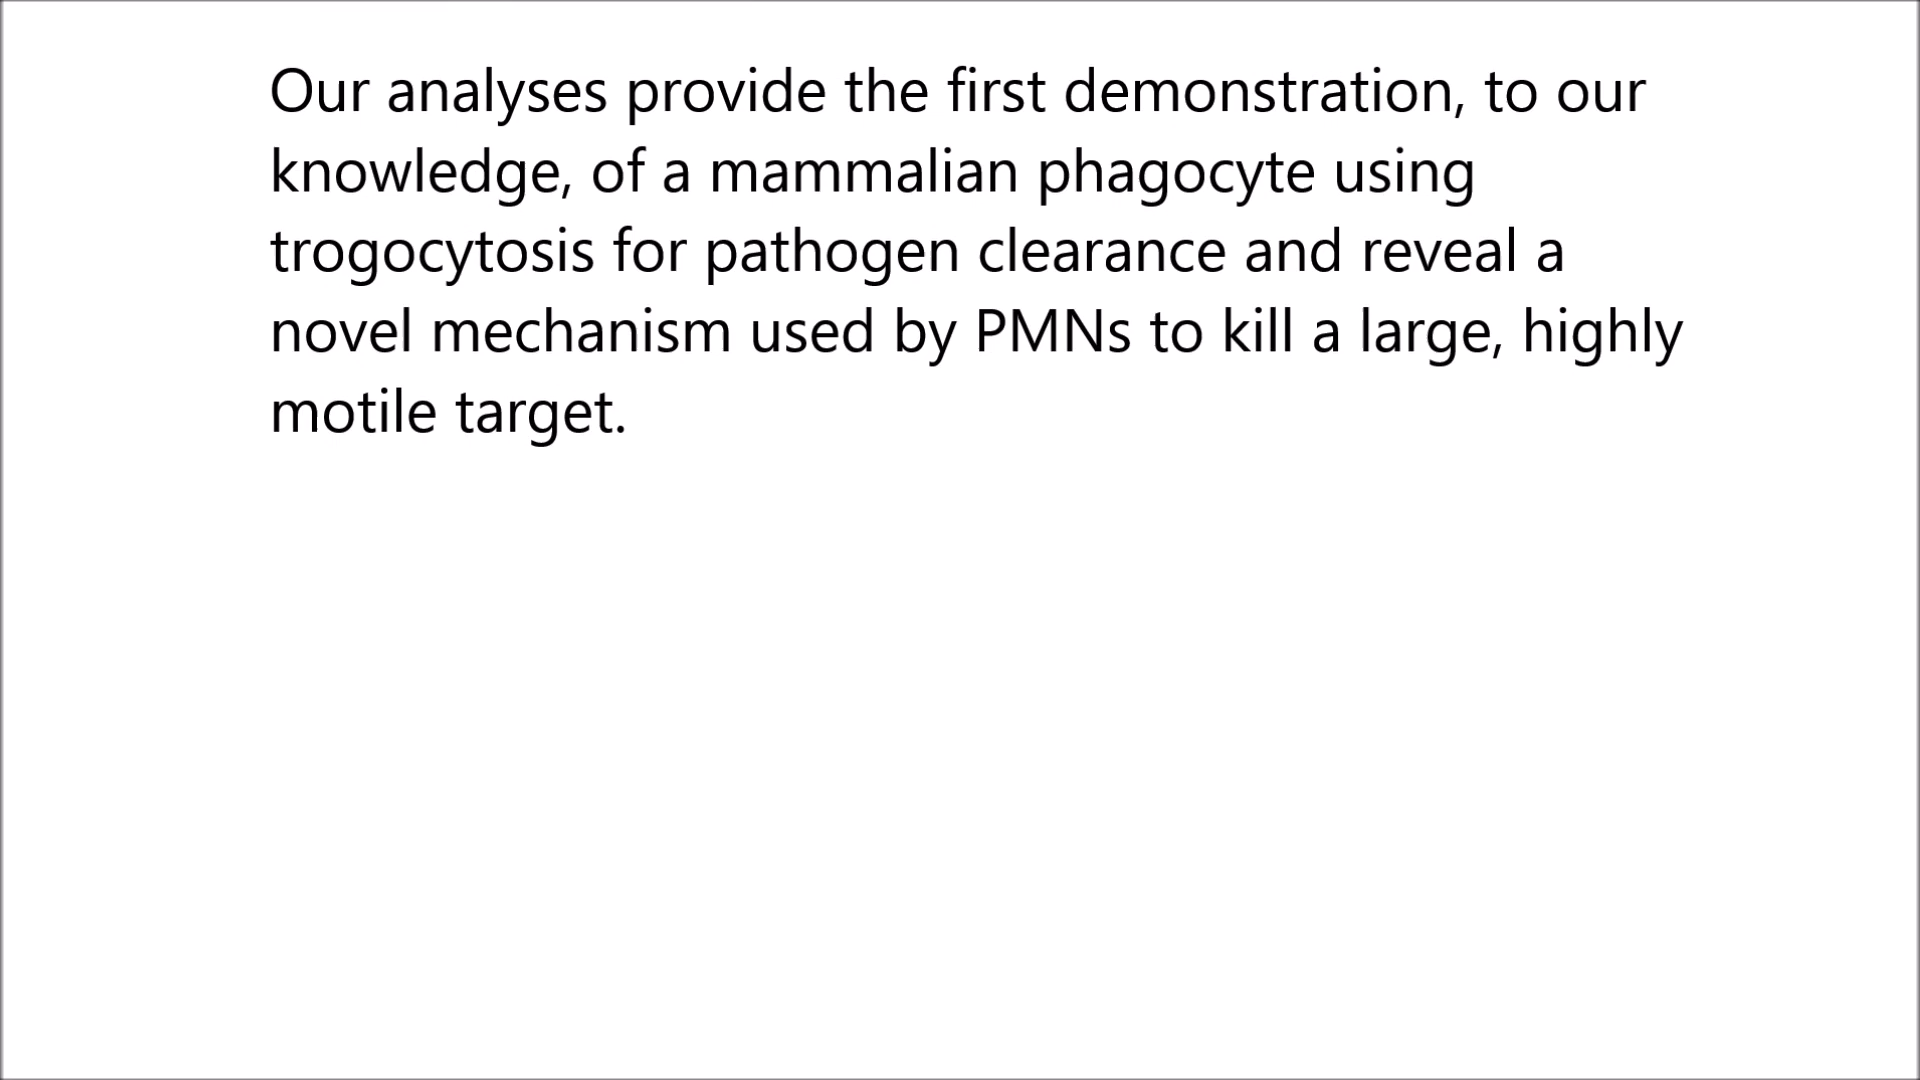 Our analyses provide the first demonstration, to our
knowledge, of a mammalian phagocyte using
trogocytosis for pathogen clearance and reveal a
novel mechanism used by PMNs to kill a large, highly
motile target.